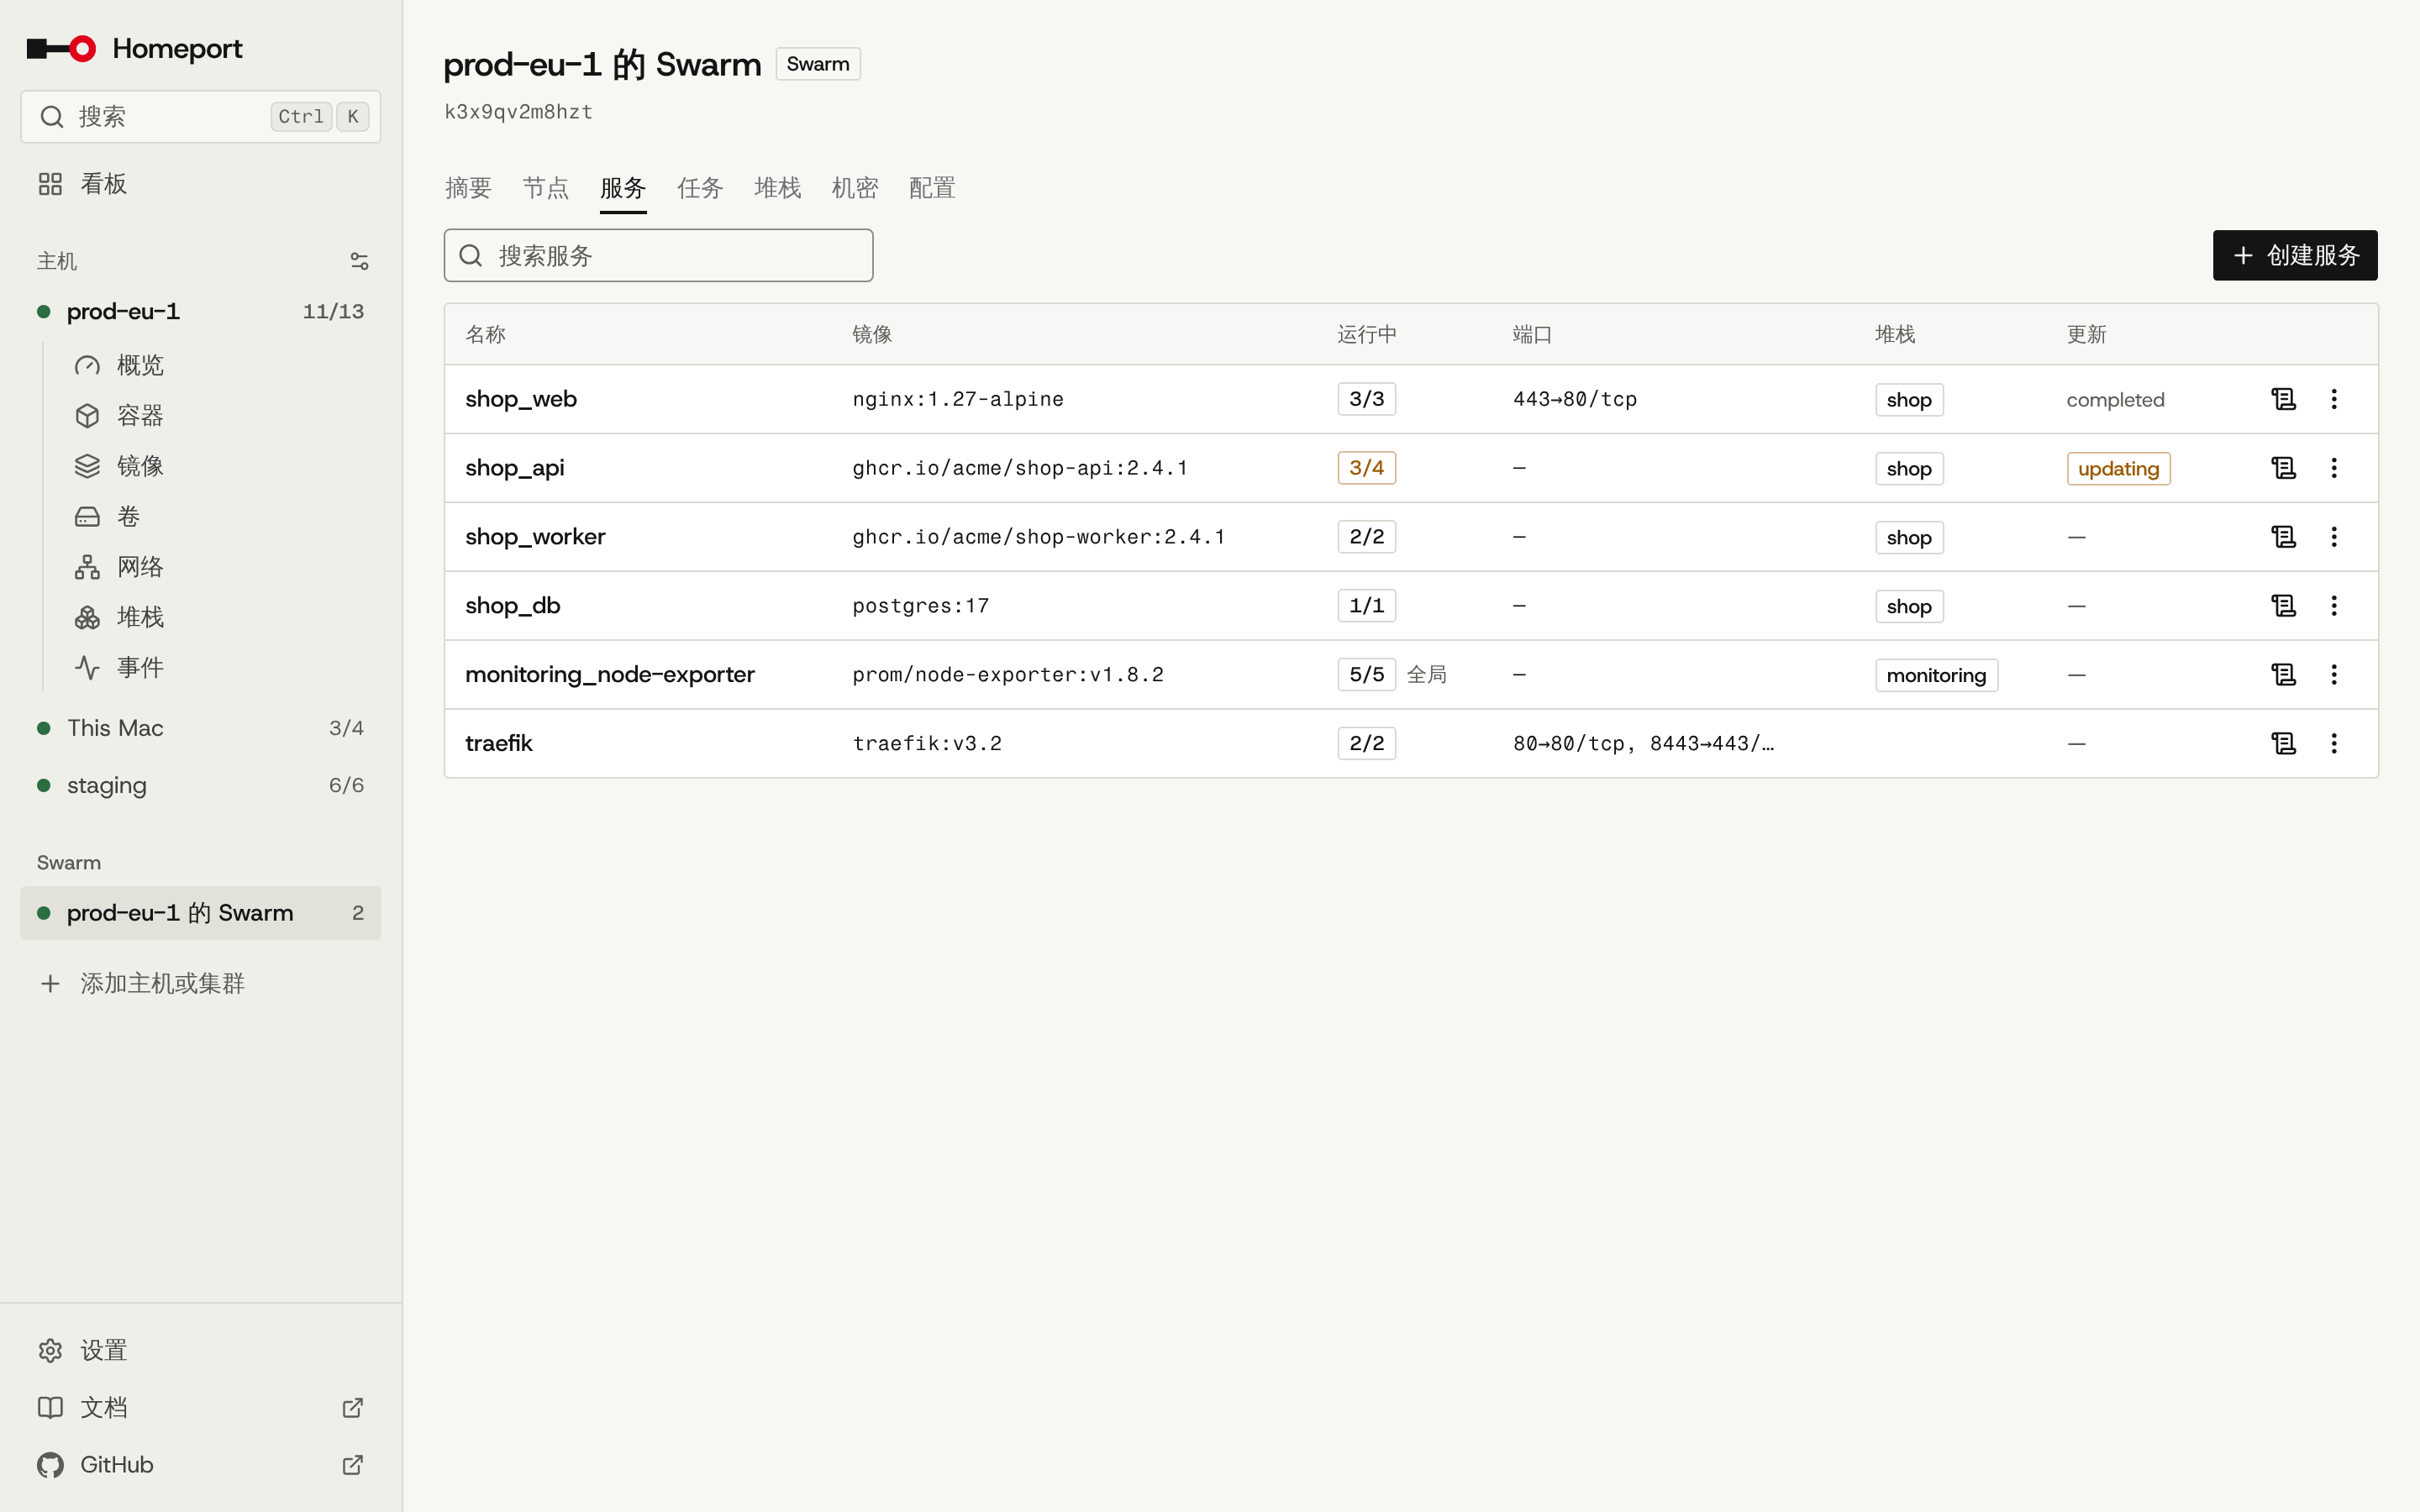 Homeport
搜索 Ctrl K
看板
主机
prod-eu-1 11/13
概览
容器
镜像
卷
网络
堆栈
事件
This Mac 3/4
staging 6/6
Swarm
prod-eu-1 的 Swarm 2
添加主机或集群
设置
文档
GitHub
prod-eu-1 的 Swarm Swarm
k3x9qv2m8hzt
摘要 节点 服务 任务 堆栈 机密 配置
搜索服务 创建服务
名称 镜像 运行中 端口 堆栈 更新
shop_web nginx:1.27-alpine 3/3 443→80/tcp shop completed
shop_api ghcr.io/acme/shop-api:2.4.1 3/4 — shop updating
shop_worker ghcr.io/acme/shop-worker:2.4.1 2/2 — shop —
shop_db postgres:17 1/1 — shop —
monitoring_node-exporter prom/node-exporter:v1.8.2 5/5 全局 — monitoring —
traefik traefik:v3.2 2/2 80→80/tcp, 8443→443/… —